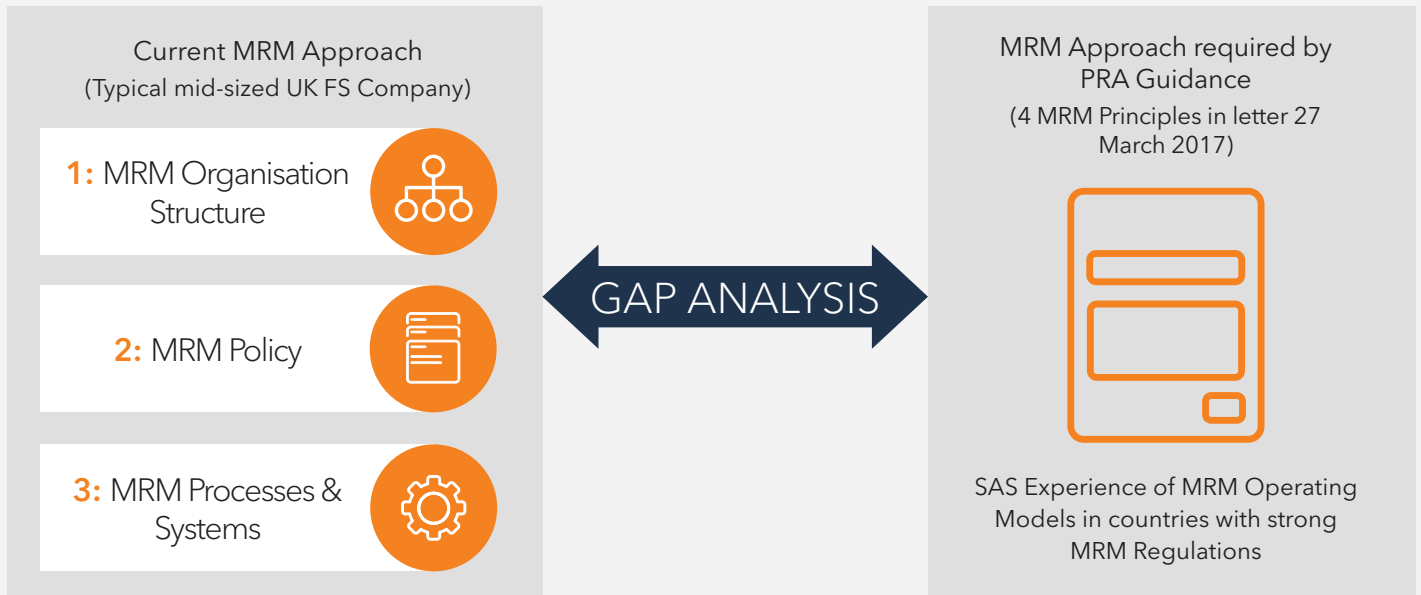 Current MRM Approach
(Typical mid-sized UK FS Company)
1: MRM Organisation
Structure
2: MRM Policy
3: MRM Processes &
Systems
GAP ANALYSIS
MRM Approach required by
PRA Guidance
(4 MRM Principles in letter 27
March 2017)
SAS Experience of MRM Operating
Models in countries with strong
MRM Regulations